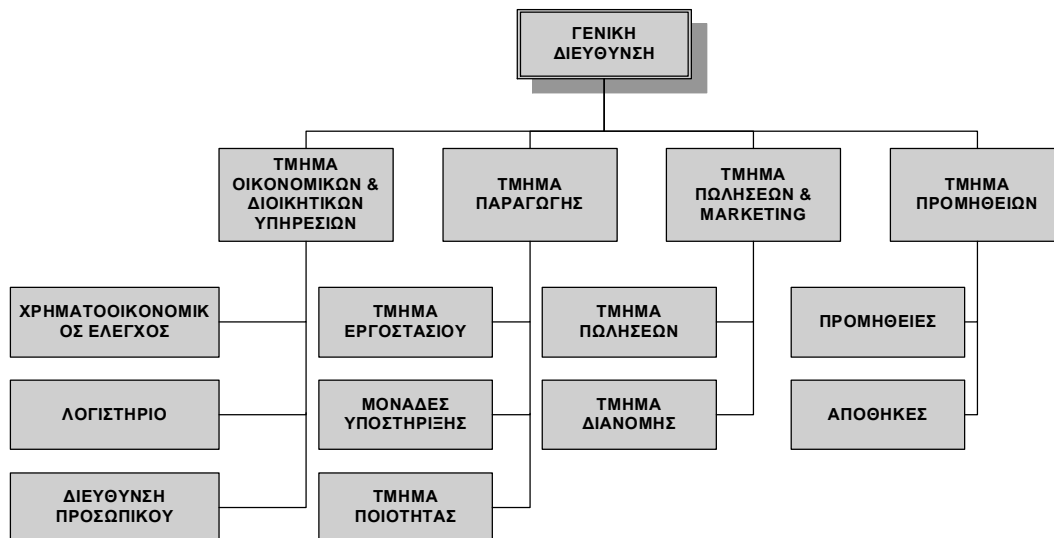 ΓΕΝΙΚΗ
ΔΙΕΥΘΥΝΣΗ
ΤΜΗΜΑ
ΟΙΚΟΝΟΜΙΚΩΝ &
ΔΙΟΙΚΗΤΙΚΩΝ
ΥΠΗΡΕΣΙΩΝ
ΤΜΗΜΑ
ΠΑΡΑΓΩΓΗΣ
ΤΜΗΜΑ
ΠΩΛΗΣΕΩΝ &
MARKETING
ΤΜΗΜΑ
ΠΡΟΜΗΘΕΙΩΝ
ΧΡΗΜΑΤΟΟΙΚΟΝΟΜΙΚ
ΟΣ ΕΛΕΓΧΟΣ
ΤΜΗΜΑ
ΕΡΓΟΣΤΑΣΙΟΥ
ΤΜΗΜΑ
ΠΩΛΗΣΕΩΝ
ΠΡΟΜΗΘΕΙΕΣ
ΛΟΓΙΣΤΗΡΙΟ
ΜΟΝΑΔΕΣ
ΥΠΟΣΤΗΡΙΞΗΣ
ΤΜΗΜΑ
ΔΙΑΝΟΜΗΣ
ΑΠΟΘΗΚΕΣ
ΔΙΕΥΘΥΝΣΗ
ΠΡΟΣΩΠΙΚΟΥ
ΤΜΗΜΑ
ΠΟΙΟΤΗΤΑΣ